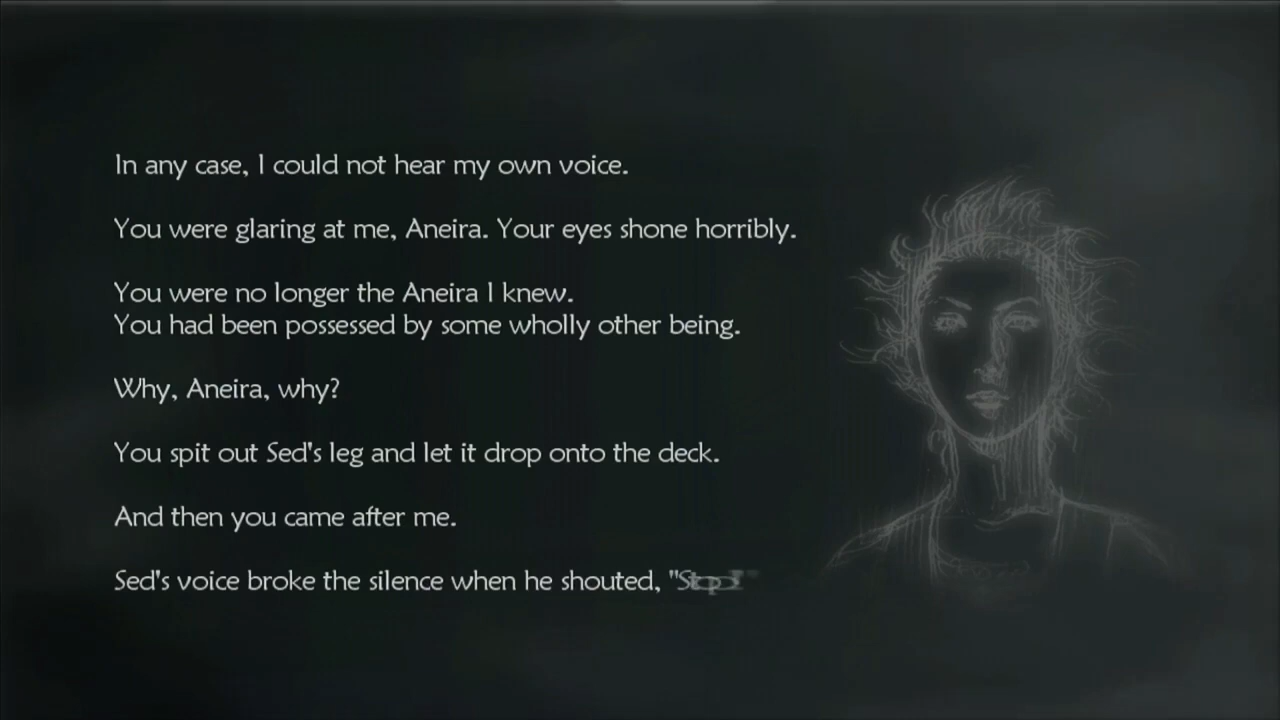 In any case, I could not hear my own voice.
You were glaring at me, Aneira. Your eyes shone horribly.
You were no longer the Aneira I knew.
You had been possessed by some wholly other being.
Why, Aneira, why?
You spit out Sed's leg and let it drop onto the deck.
And then you came after me.
Sed's voice broke the silence when he shouted, "Stop!"